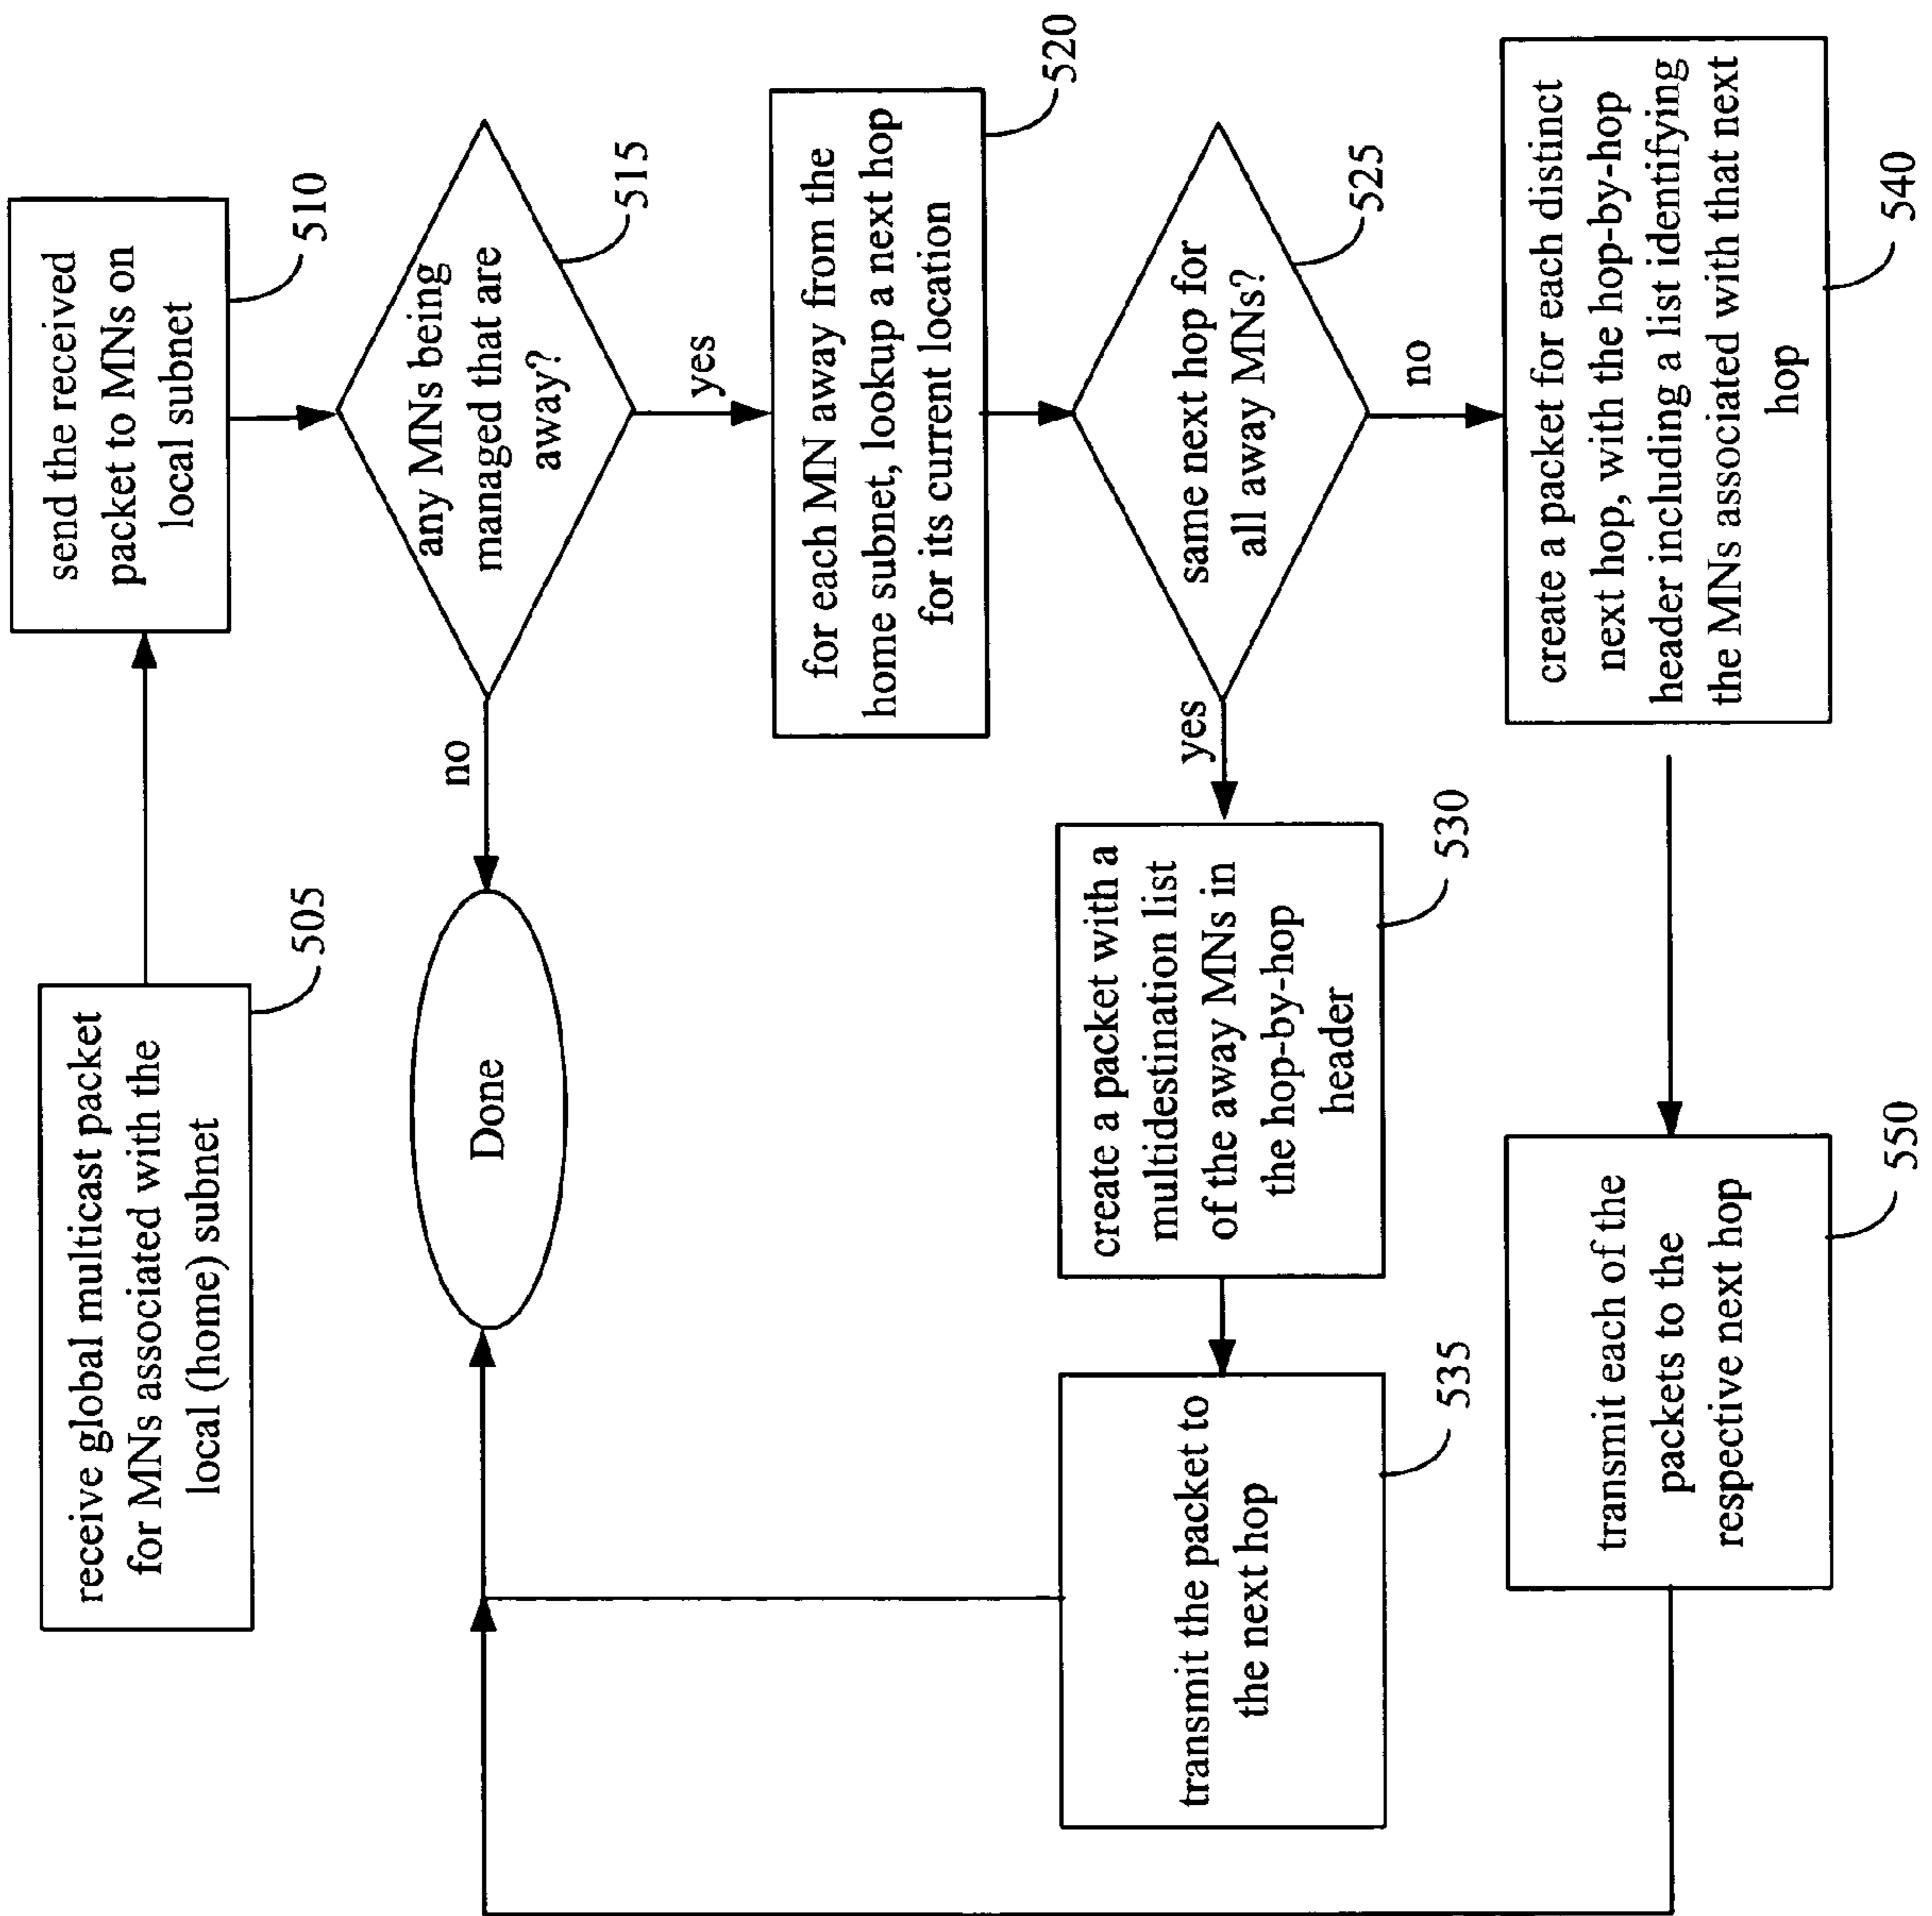 receive global multicast packet
for MNs associated with the
local (home) subnet
505
send the received
packet to MNs on
local subnet
510
any MNs being
managed that are
away?
515
no
yes
Done
for each MN away from the
home subnet, lookup a next hop
for its current location
520
same next hop for
all away MNs?
525
yes
no
create a packet with a
multidestination list
of the away MNs in
the hop-by-hop
header
530
transmit the packet to
the next hop
535
create a packet for each distinct
next hop, with the hop-by-hop
header including a list identifying
the MNs associated with that next
hop
540
transmit each of the
packets to the
respective next hop
550